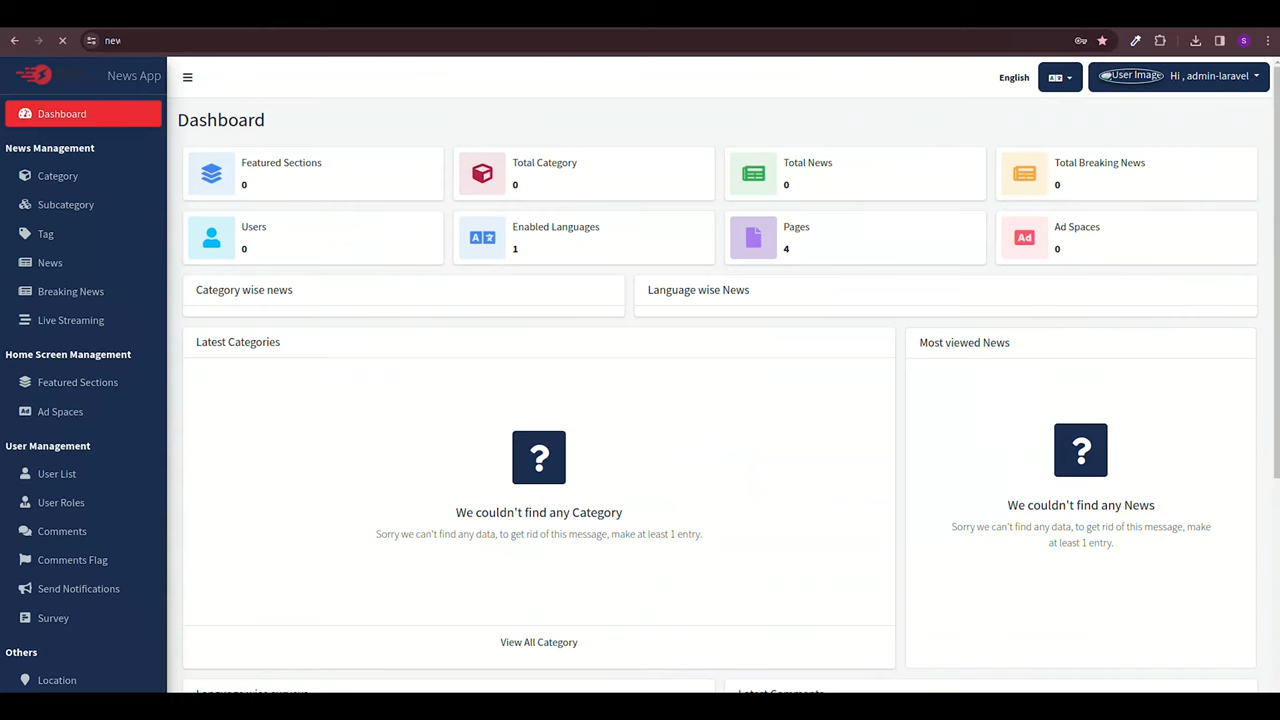 new
News App
English
User Image Hi , admin-laravel
Dashboard
News Management
Category
Subcategory
Tag
News
Breaking News
Live Streaming
Home Screen Management
Featured Sections
Ad Spaces
User Management
User List
User Roles
Comments
Comments Flag
Send Notifications
Survey
Others
Location
Dashboard
Featured Sections
0
Total Category
0
Total News
0
Total Breaking News
0
Users
0
Enabled Languages
1
Pages
4
Ad
Ad Spaces
0
Category wise news
Language wise News
Latest Categories
?
We couldn't find any Category
Sorry we can't find any data, to get rid of this message, make at least 1 entry.
View All Category
Most viewed News
?
We couldn't find any News
Sorry we can't find any data, to get rid of this message, make
at least 1 entry.
Language wise surveys
Latest Comments